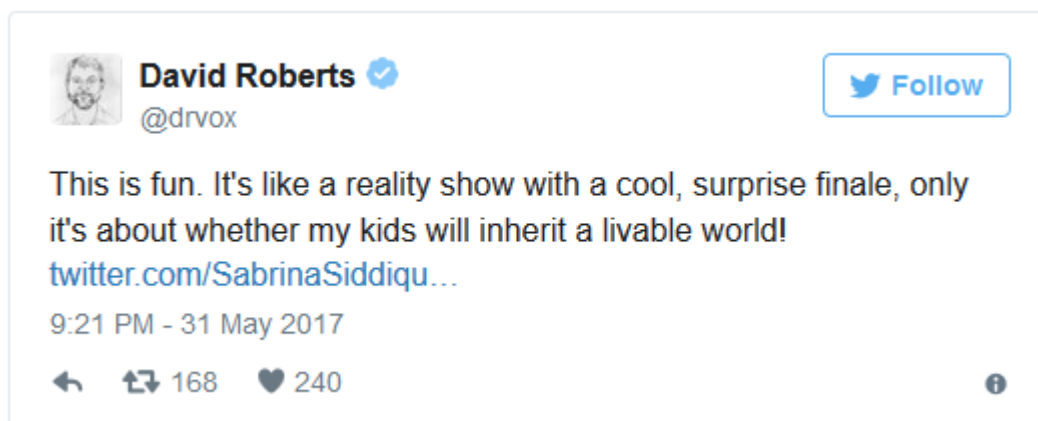 David Roberts
@drvox
Follow
This is fun. It's like a reality show with a cool, surprise finale, only
it's about whether my kids will inherit a livable world!
twitter.com/SabrinaSiddiqu…
9:21 PM - 31 May 2017
168 240